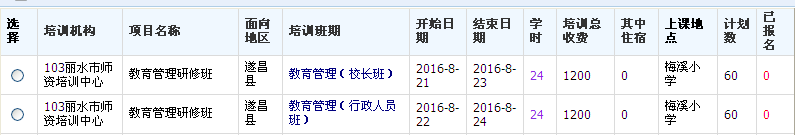 选择 培训机构 项目名称 面向地区 培训班期 开始日期 结束日期 学时 培训总收费 其中住宿 上课地点 计划数 已报名
103丽水市师资培训中心 教育管理研修班 遂昌县 教育管理（校长班） 2016-8-21 2016-8-23 24 1200 0 梅溪小学 60 0
103丽水市师资培训中心 教育管理研修班 遂昌县 教育管理（行政人员班） 2016-8-22 2016-8-24 24 1200 0 梅溪小学 60 0